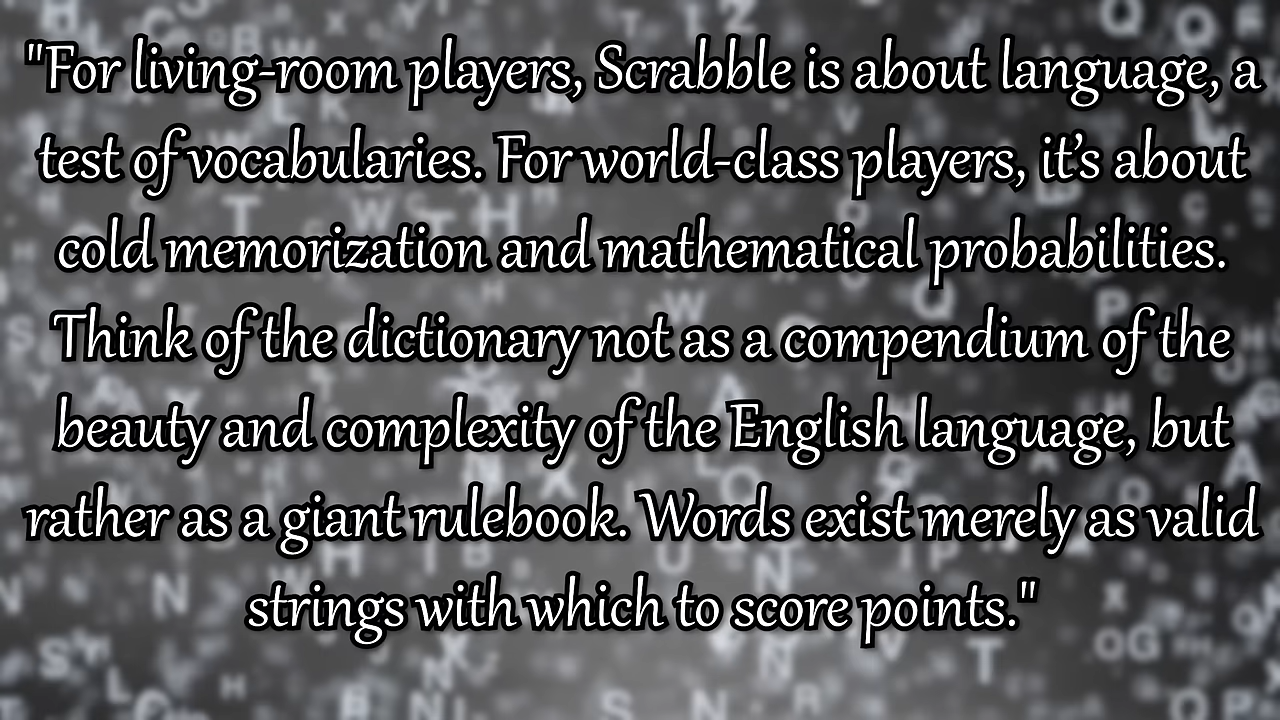 "For living-room players, Scrabble is about language, a
test of vocabularies. For world-class players, it’s about
cold memorization and mathematical probabilities.
Think of the dictionary not as a compendium of the
beauty and complexity of the English language, but
rather as a giant rulebook. Words exist merely as valid
strings with which to score points."